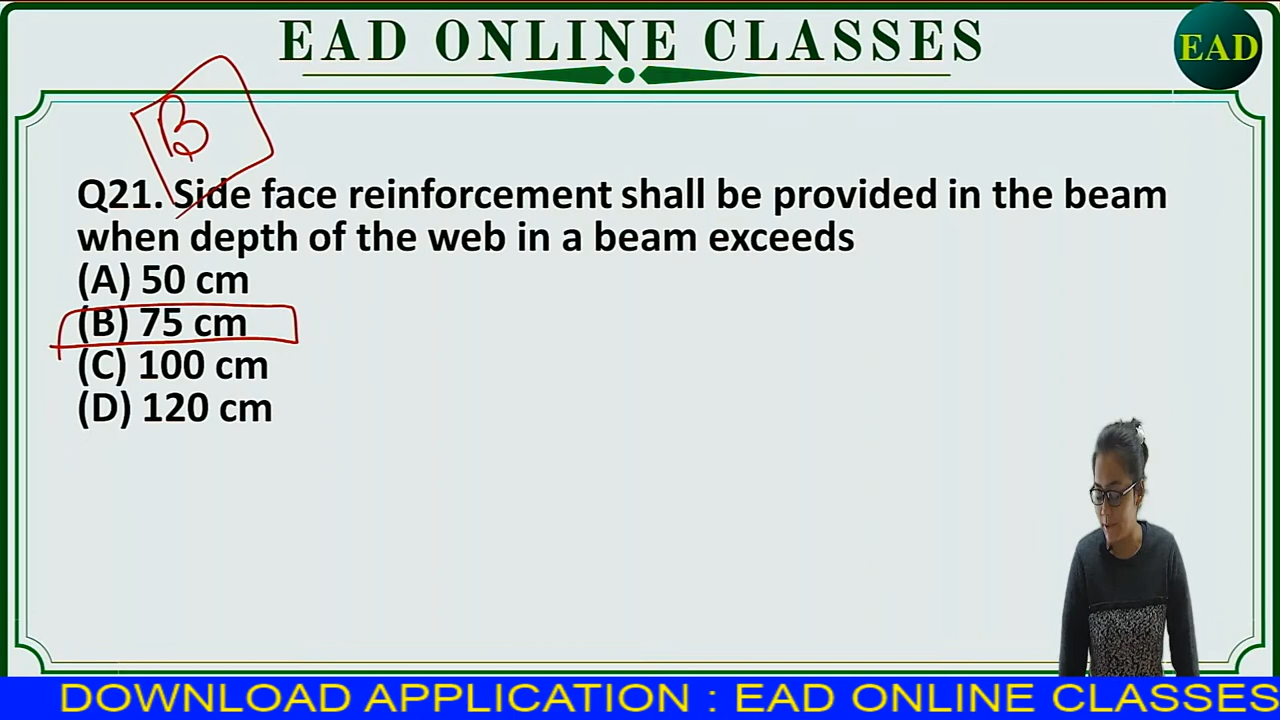 EAD ONLINE CLASSES
EAD
B
Q21. Side face reinforcement shall be provided in the beam
when depth of the web in a beam exceeds
(A) 50 cm
(B) 75 cm
(C) 100 cm
(D) 120 cm
DOWNLOAD APPLICATION : EAD ONLINE CLASSES